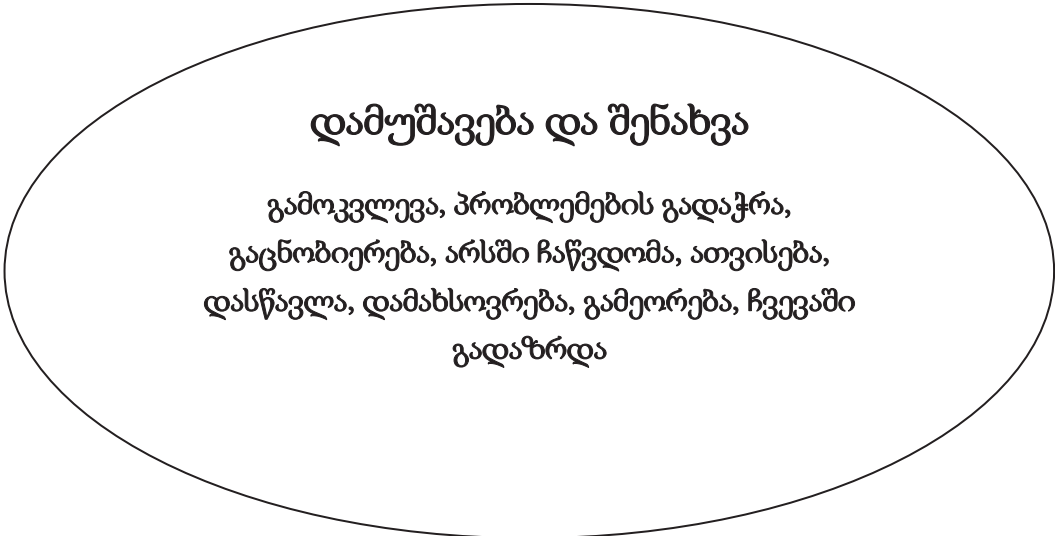 დამუშავება და შენახვა
გამოკვლევა, პრობლემების გადაჭრა,
გაცნობიერება, არსში ჩაწვდომა, ათვისება,
დასწავლა, დამახსოვრება, გამეორება, ჩვევაში
გადაზრდა